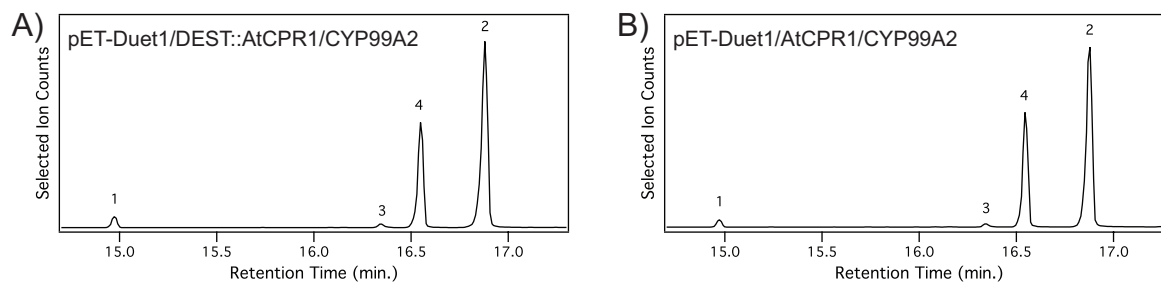 A)
pET-Duet1/DEST::AtCPR1/CYP99A2
Selected Ion Counts
1
3
4
2
15.0 15.5 16.0 16.5 17.0
Retention Time (min.)
B)
pET-Duet1/AtCPR1/CYP99A2
Selected Ion Counts
1
3
4
2
15.0 15.5 16.0 16.5 17.0
Retention Time (min.)